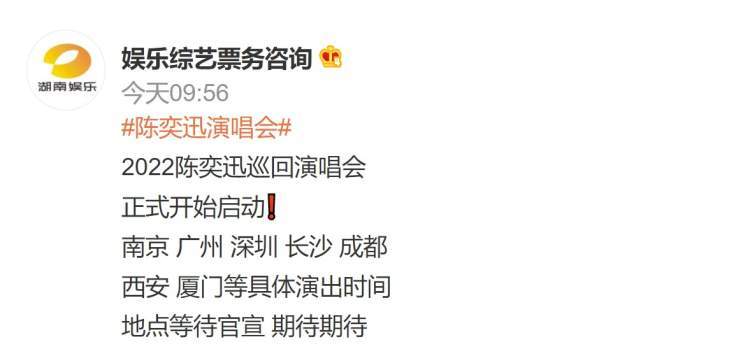 湖南娱乐
娱乐综艺票务咨询
今天09:56
#陈奕迅演唱会#
2022陈奕迅巡回演唱会
正式开始启动❗
南京 广州 深圳 长沙 成都
西安 厦门等具体演出时间
地点等待官宣 期待期待